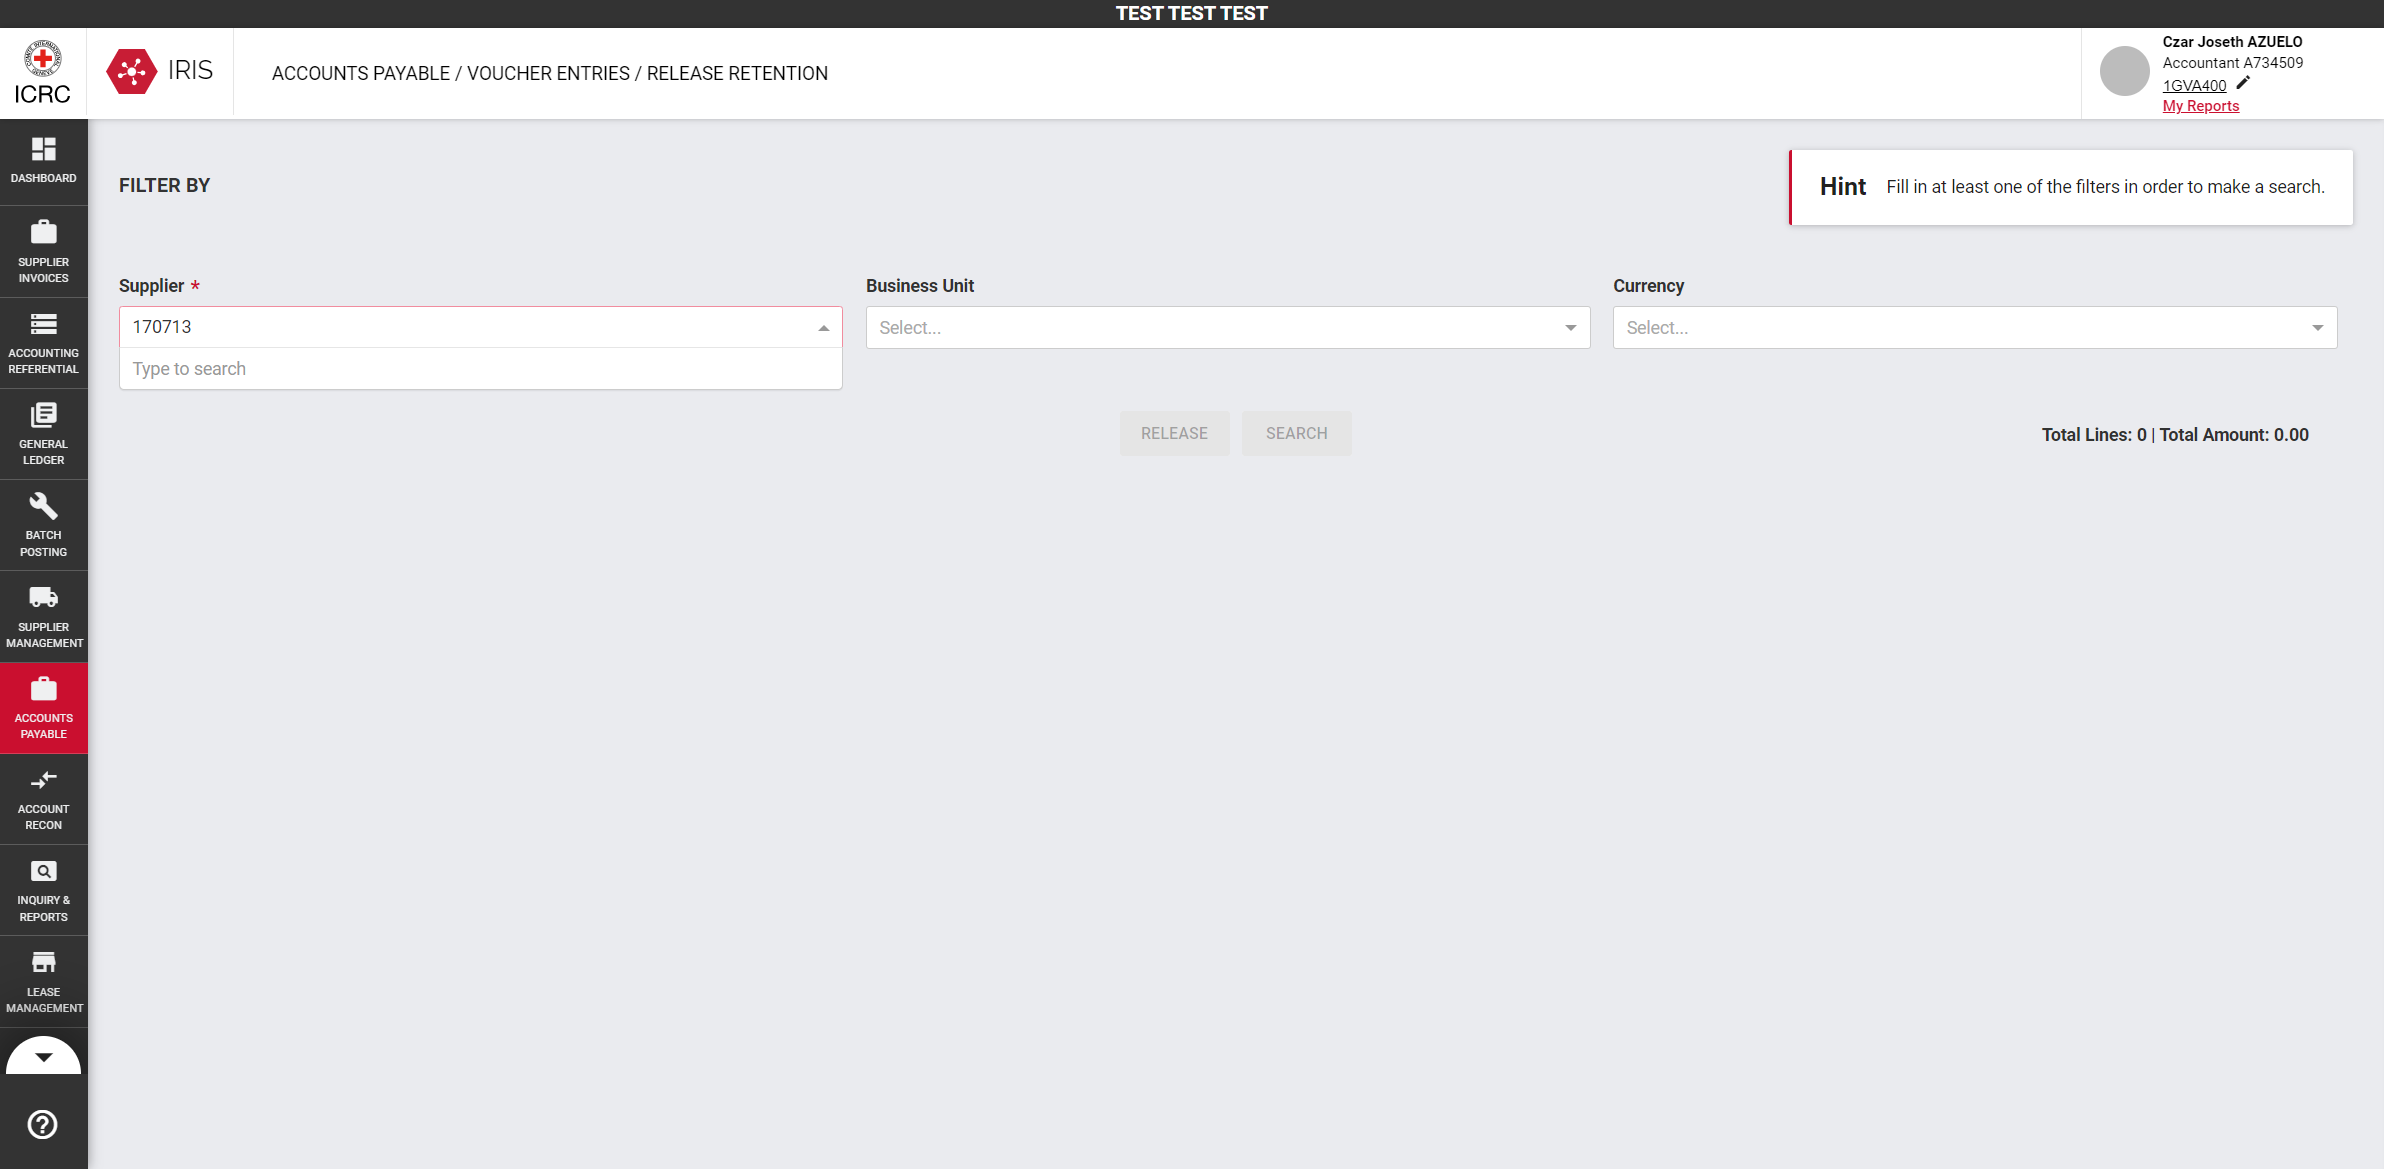 TEST TEST TEST
ICRC
IRIS
ACCOUNTS PAYABLE / VOUCHER ENTRIES / RELEASE RETENTION
Czar Joseth AZUELO
Accountant A734509
1GVA400
My Reports
DASHBOARD
SUPPLIER
INVOICES
ACCOUNTING
REFERENTIAL
GENERAL
LEDGER
BATCH
POSTING
SUPPLIER
MANAGEMENT
ACCOUNTS
PAYABLE
ACCOUNT
RECON
INQUIRY &
REPORTS
LEASE
MANAGEMENT
FILTER BY
Hint Fill in at least one of the filters in order to make a search.
Supplier *
Business Unit
Currency
170713
Select...
Select...
Type to search
RELEASE
SEARCH
Total Lines: 0 | Total Amount: 0.00